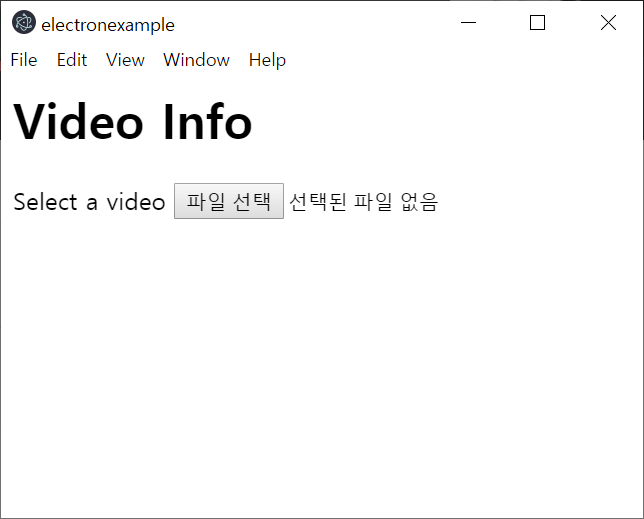 electronexample
File Edit View Window Help
Video Info
Select a video 파일 선택 선택된 파일 없음